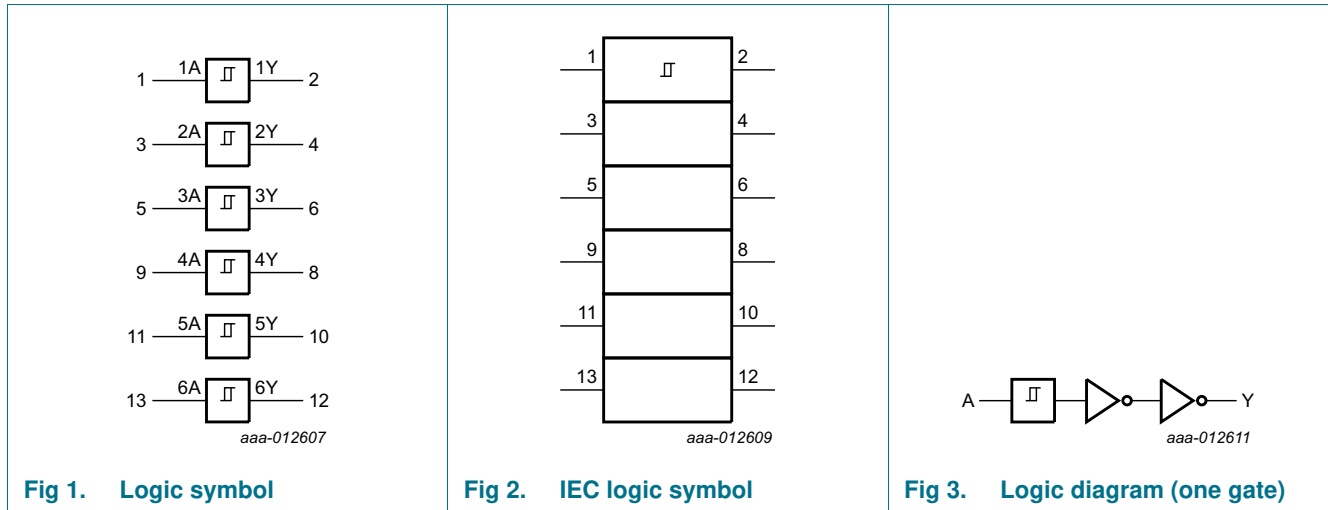 1 1A 1Y 2
3 2A 2Y 4
5 3A 3Y 6
9 4A 4Y 8
11 5A 5Y 10
13 6A 6Y 12
aaa-012607
Fig 1. Logic symbol
1 2
3 4
5 6
9 8
11 10
13 12
aaa-012609
Fig 2. IEC logic symbol
A Y
aaa-012611
Fig 3. Logic diagram (one gate)